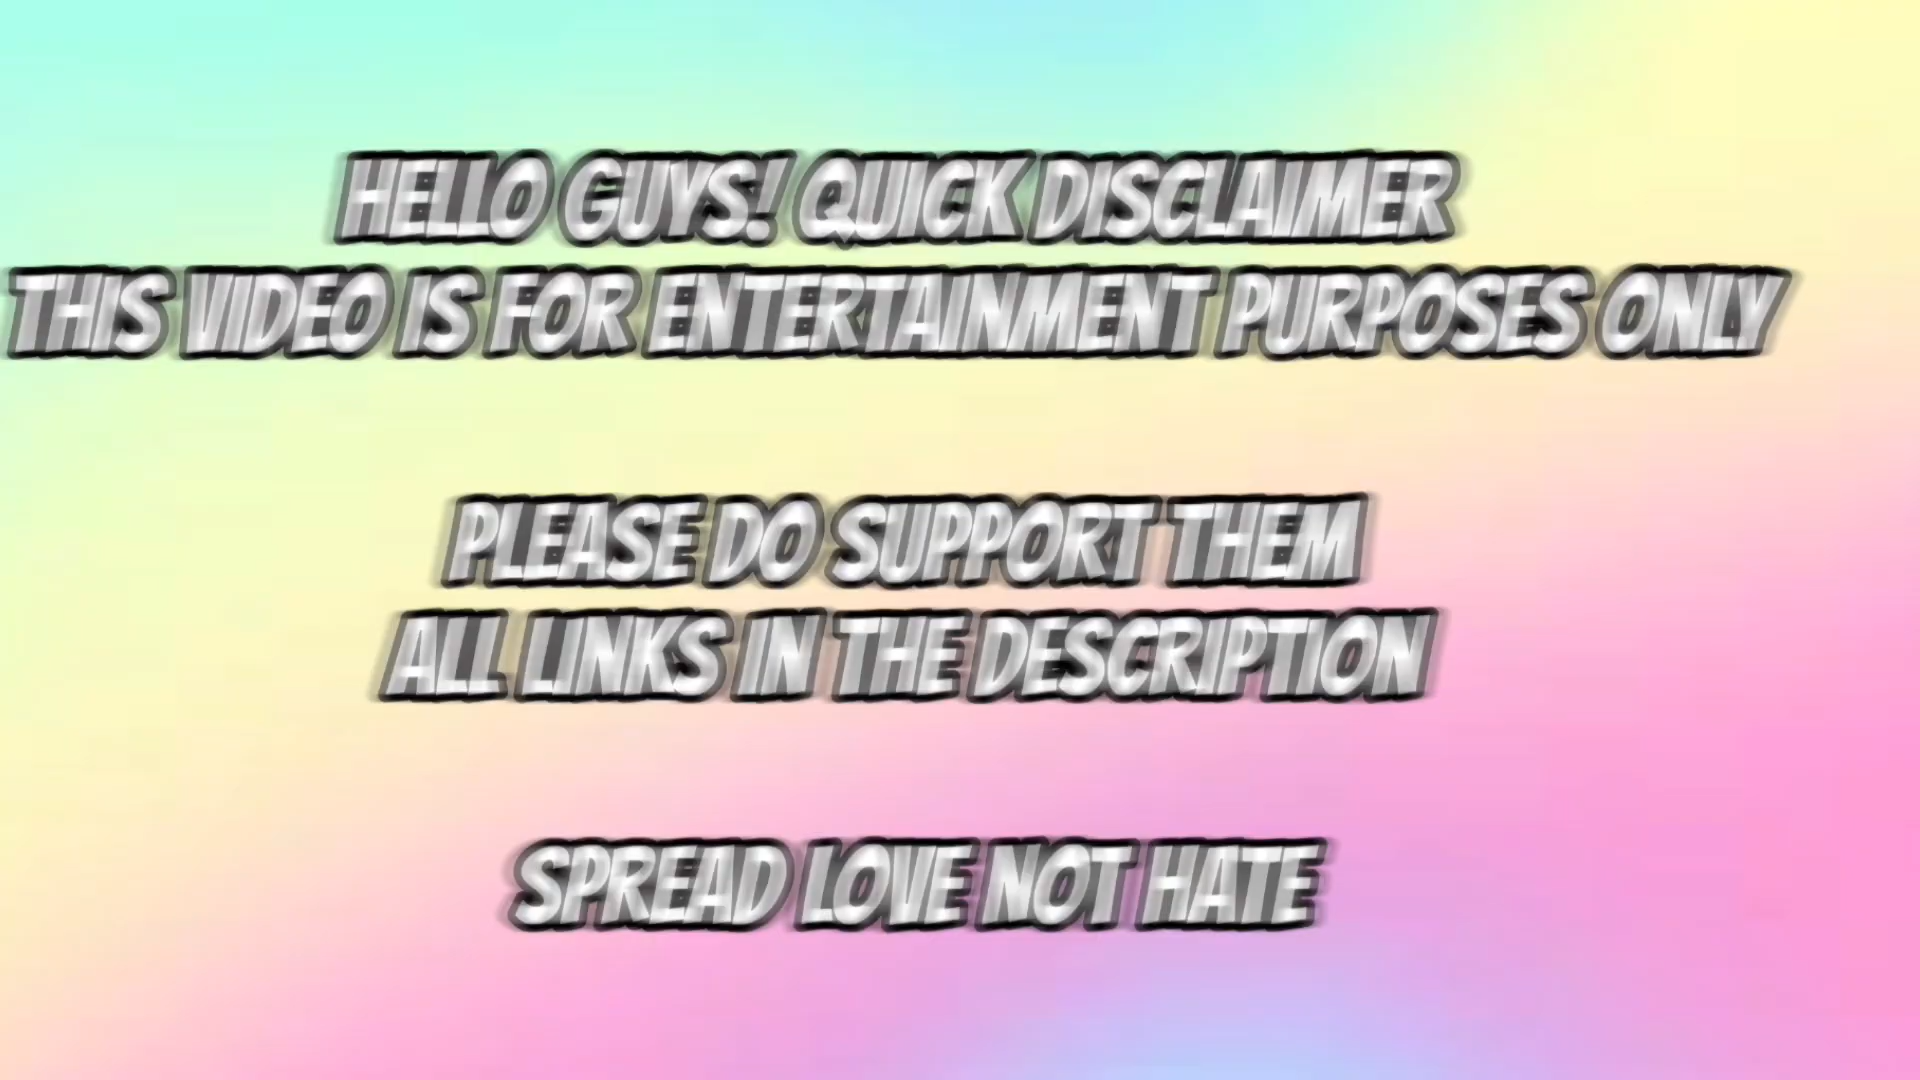 HELLO GUYS! QUICK DISCLAIMER
THIS VIDEO IS FOR ENTERTAINMENT PURPOSES ONLY
PLEASE DO SUPPORT THEM
ALL LINKS IN THE DESCRIPTION
SPREAD LOVE NOT HATE